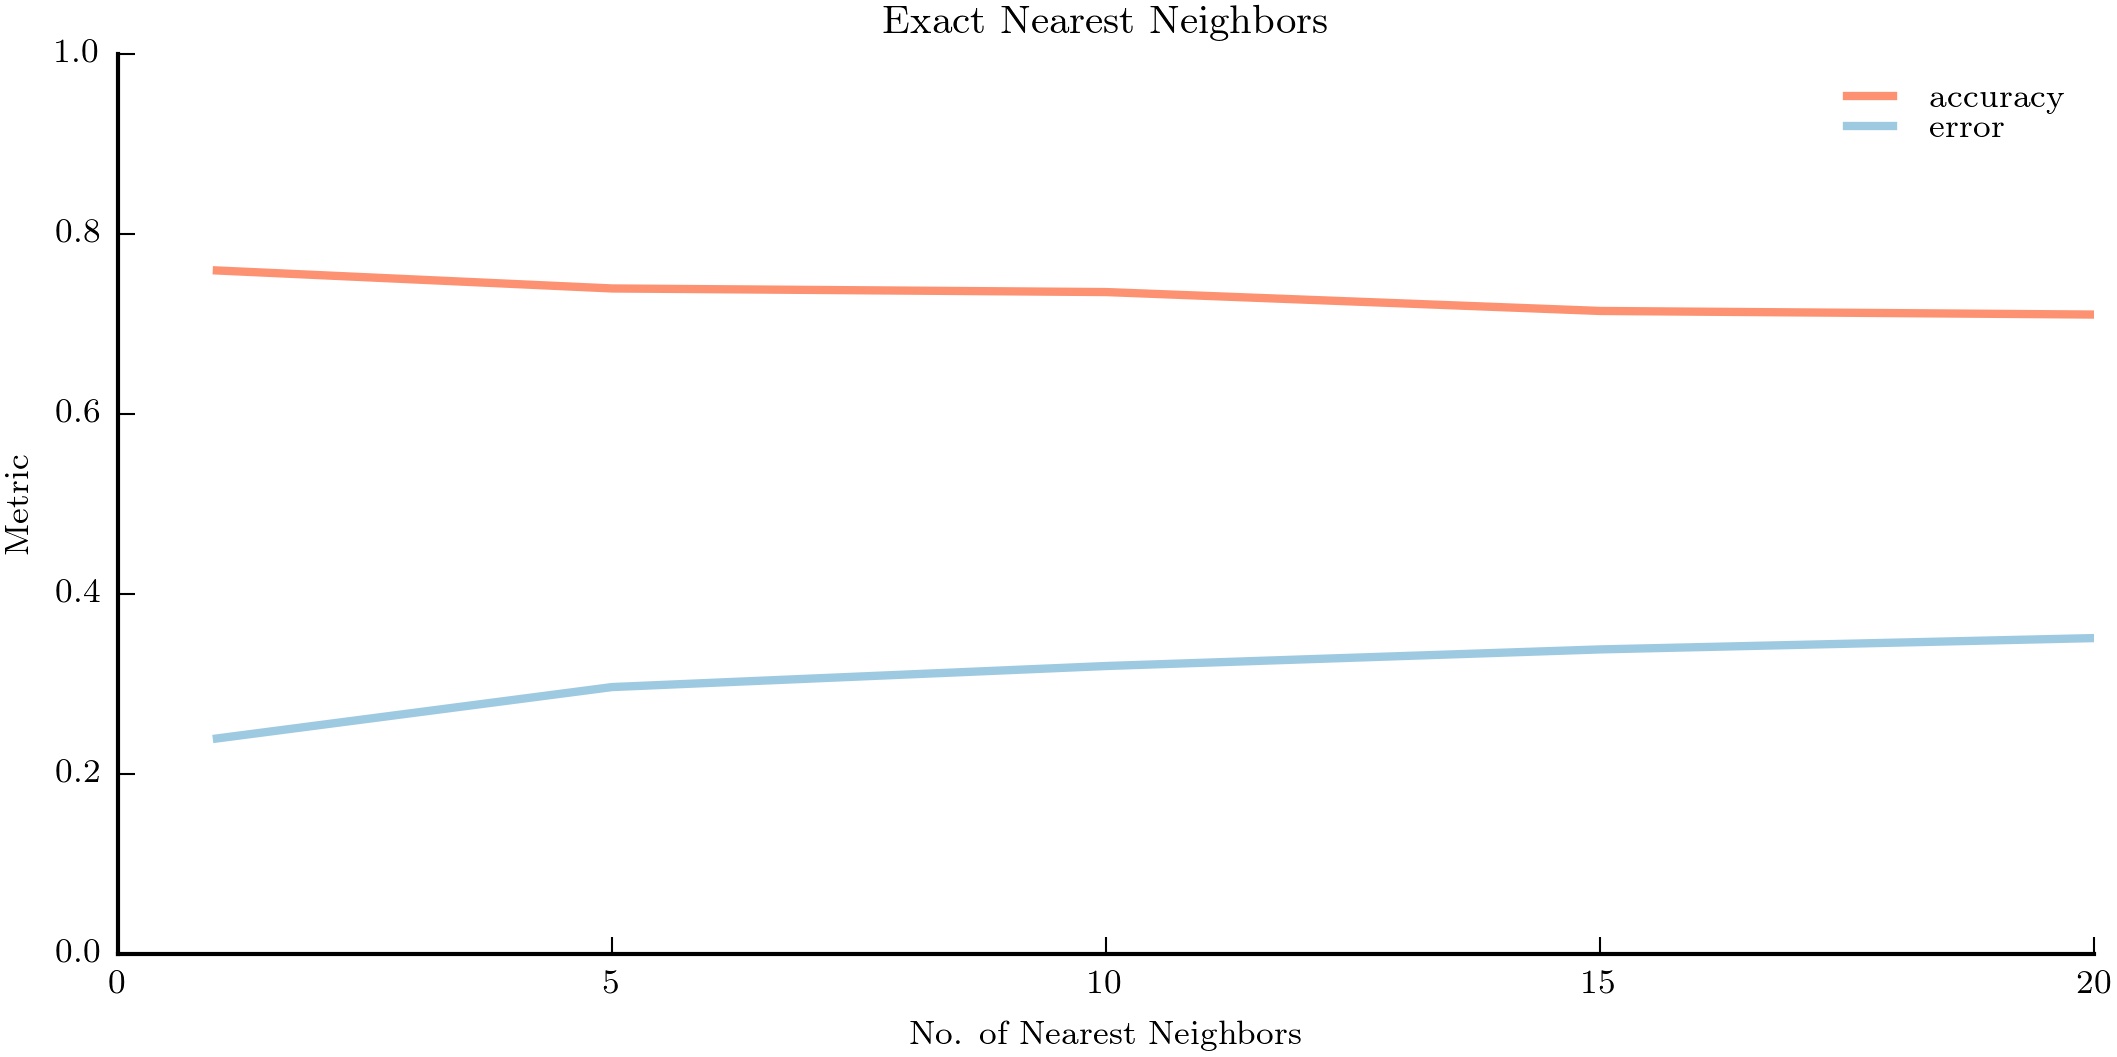 Exact Nearest Neighbors
1.0
accuracy
error
0.8
0.6
Metric
0.4
0.2
0.0
0 5 10 15 20
No. of Nearest Neighbors